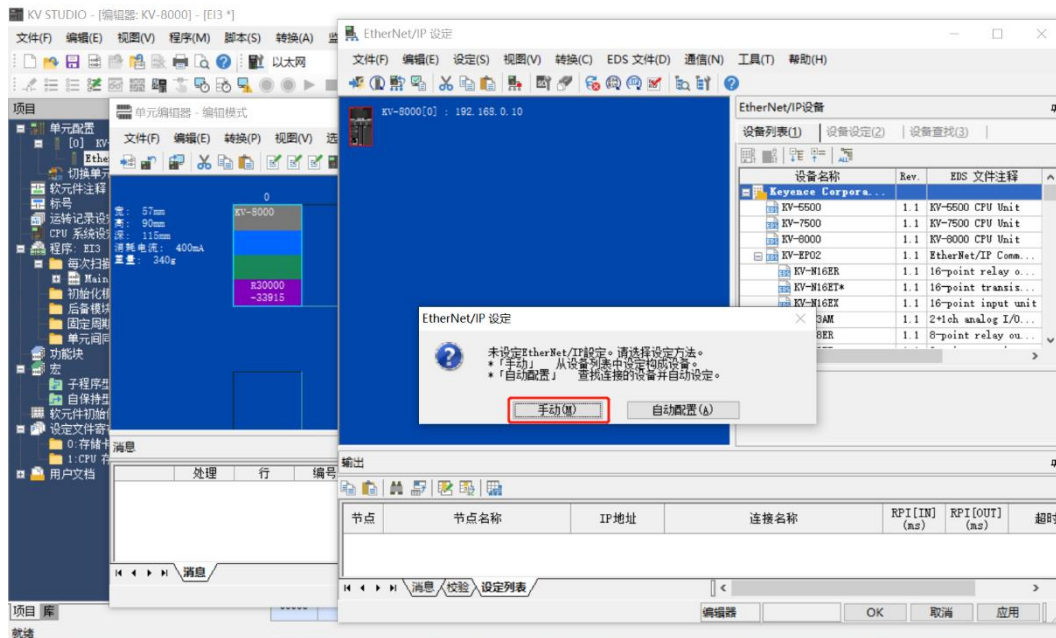 KV STUDIO - [编辑器: KV-8000] - [EI3 *]
文件(F) 编辑(E) 视图(V) 程序(M) 脚本(S) 转换(A) 监
以太网
项目
单元配置
[0] KV-
Ethe
切换单元
软元件注释
标号
运转记录设
CPU 系统设
程序: EI3
每次扫描
Main
初始化模
后备模块
固定周期
单元间同
功能块
宏
子程序型
自保持型
软元件初始
设定文件寄
0:存储卡
1:CPU 存
用户文档
项目 库
就绪
单元编辑器 - 编辑模式
文件(F) 编辑(E) 转换(P) 视图(V) 选
0
KV-8000
宽: 57mm
高: 90mm
深: 115mm
消耗电流: 400mA
重量: 340g
R30000
-33915
消息
处理 行 编号
消息
EtherNet/IP 设定
文件(F) 编辑(E) 设定(S) 视图(V) 转换(C) EDS 文件(D) 通信(N) 工具(T) 帮助(H)
KV-8000[0] : 192.168.0.10
EtherNet/IP设备
设备列表(1) 设备设定(2) 设备查找(3)
设备名称 Rev. EDS 文件注释
Keyence Corpora...
KV-5500 1.1 KV-5500 CPU Unit
KV-7500 1.1 KV-7500 CPU Unit
KV-8000 1.1 KV-8000 CPU Unit
KV-EP02 1.1 EtherNet/IP Comm...
KV-N16ER 1.1 16-point relay o...
KV-N16ET* 1.1 16-point transis...
KV-N16EX 1.1 16-point input unit
3AM 1.1 2+1ch analog I/O...
8ER 1.1 8-point relay ou...
EtherNet/IP 设定
未设定EtherNet/IP設定。请选择设定方法。
*「手动」 从设备列表中设定构成设备。
*「自动配置」 查找连接的设备并自动设定。
手动(M) 自动配置(A)
输出
节点 节点名称 IP地址 连接名称 RPI[IN] (ms) RPI[OUT] (ms) 超时
消息 校验 设定列表
编辑器 OK 取消 应用